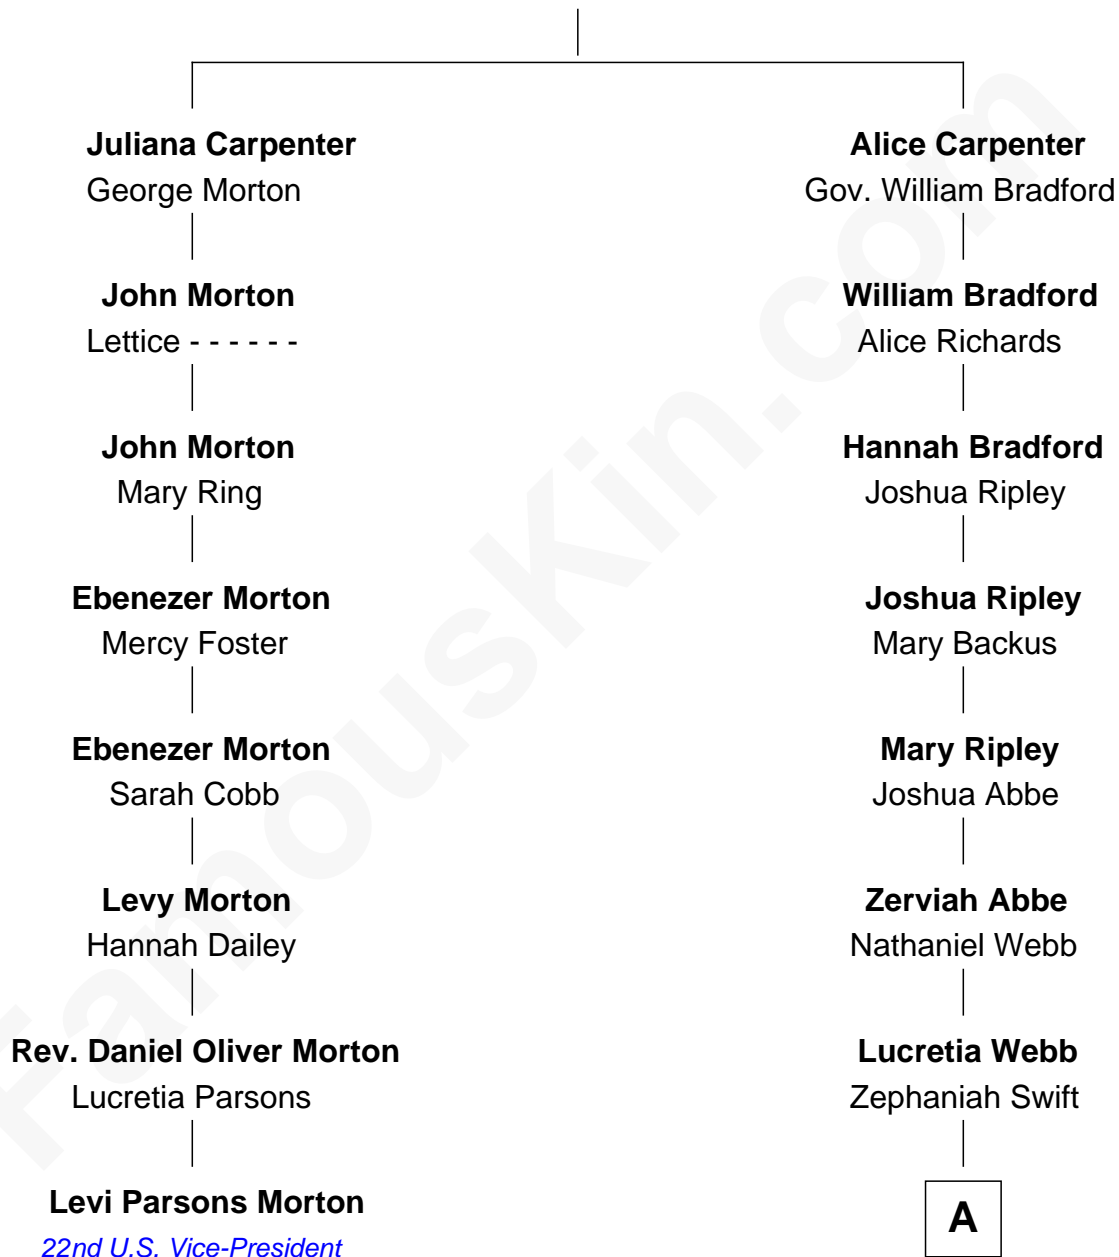 Juliana Carpenter
George Morton
Alice Carpenter
Gov. William Bradford
John Morton
Lettice - - - - - -
William Bradford
Alice Richards
John Morton
Mary Ring
Hannah Bradford
Joshua Ripley
Ebenezer Morton
Mercy Foster
Joshua Ripley
Mary Backus
Ebenezer Morton
Sarah Cobb
Mary Ripley
Joshua Abbe
Levy Morton
Hannah Dailey
Zerviah Abbe
Nathaniel Webb
Rev. Daniel Oliver Morton
Lucretia Parsons
Lucretia Webb
Zephaniah Swift
Levi Parsons Morton
22nd U.S. Vice-President
A
FamousKin.com